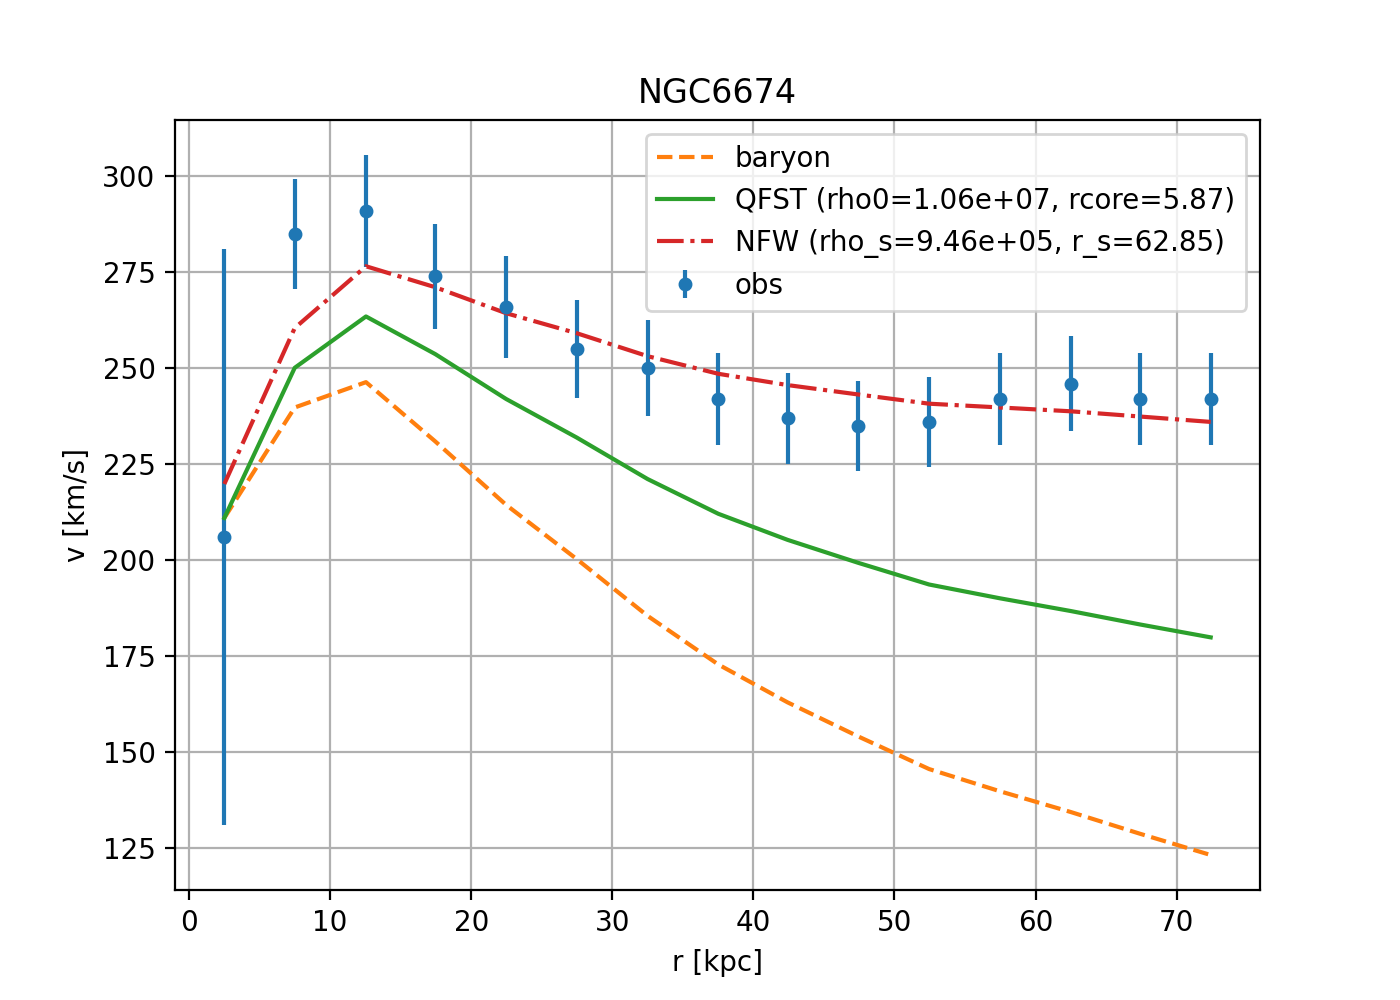 NGC6674
baryon
QFST (rho0=1.06e+07, rcore=5.87)
NFW (rho_s=9.46e+05, r_s=62.85)
obs
300
275
250
225
200
175
150
125
v [km/s]
0 10 20 30 40 50 60 70
r [kpc]